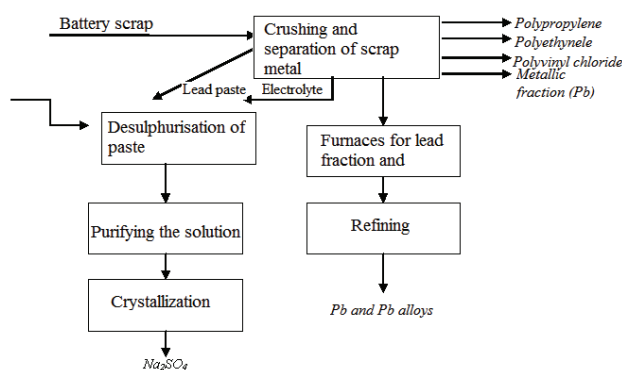 Battery scrap
Crushing and
separation of scrap
metal
Polypropylene
Polyethynele
Polyvinyl chloride
Metallic
fraction (Pb)
Lead paste
Electrolyte
Desulphurisation of
paste
Furnaces for lead
fraction and
Purifying the solution
Refining
Crystallization
Pb and Pb alloys
Na₂SO₄